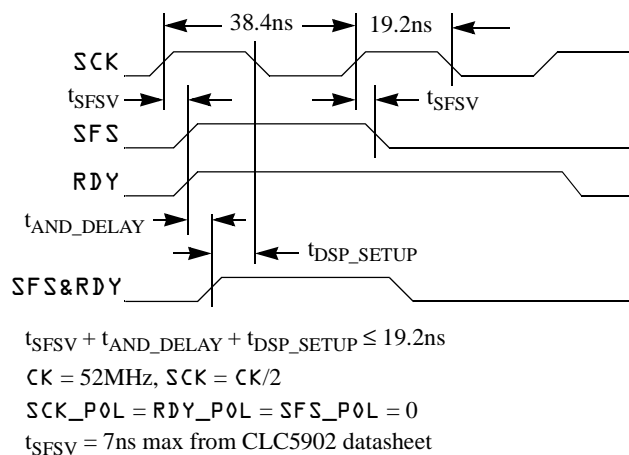 38.4ns 19.2ns
SCK
tSFSV tSFSV
SFS
RDY
tAND_DELAY
tDSP_SETUP
SFS&RDY
tSFSV + tAND_DELAY + tDSP_SETUP ≤ 19.2ns
CK = 52MHz, SCK = CK/2
SCK_POL = RDY_POL = SFS_POL = 0
tSFSV = 7ns max from CLC5902 datasheet